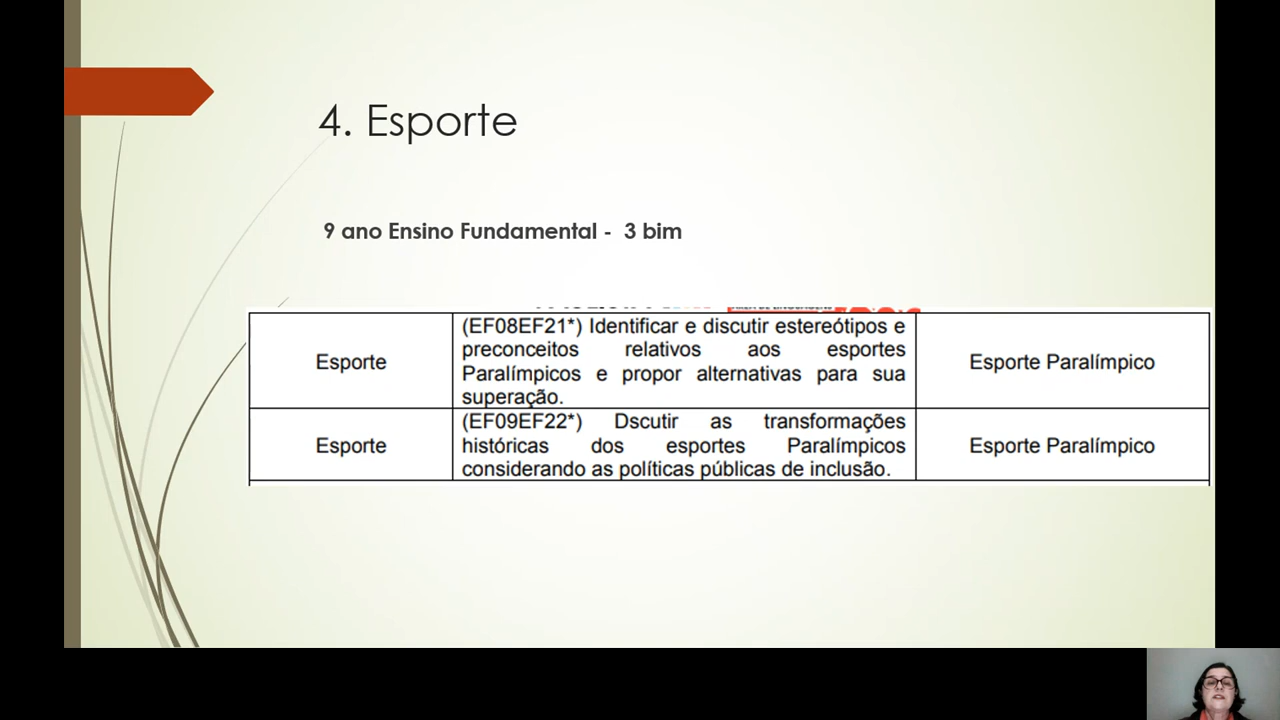 4. Esporte
9 ano Ensino Fundamental - 3 bim
Esporte
(EF08EF21*) Identificar e discutir estereótipos e
preconceitos relativos aos esportes
Paralímpicos e propor alternativas para sua
superação.
Esporte Paralímpico
Esporte
(EF09EF22*) Dscutir as transformações
históricas dos esportes Paralímpicos
considerando as políticas públicas de inclusão.
Esporte Paralímpico